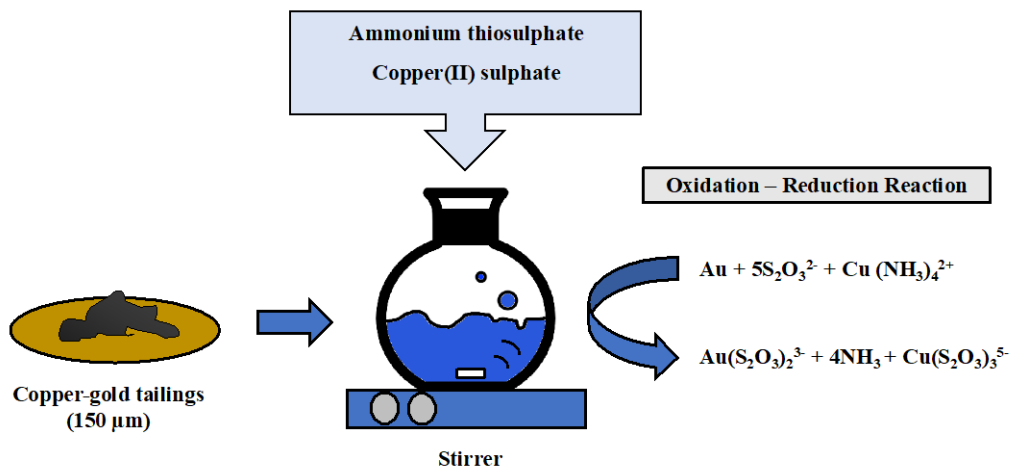 Ammonium thiosulphate
Copper(II) sulphate
Oxidation – Reduction Reaction
Au + 5S₂O₃²⁻ + Cu (NH₃)₄²⁺
Au(S₂O₃)₂³⁻ + 4NH₃ + Cu(S₂O₃)₃⁵⁻
Copper-gold tailings
(150 µm)
Stirrer